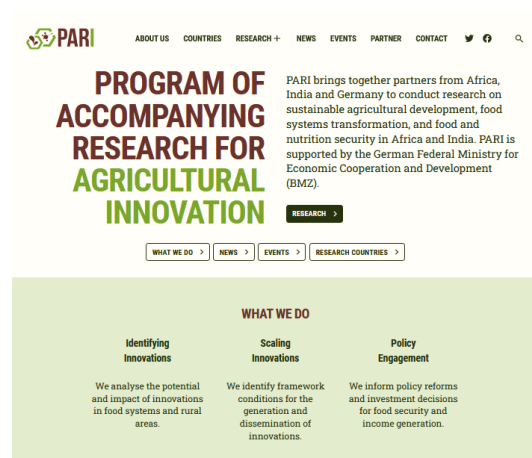 PARI
ABOUT US COUNTRIES RESEARCH + NEWS EVENTS PARTNER CONTACT
PROGRAM OF
ACCOMPANYING
RESEARCH FOR
AGRICULTURAL
INNOVATION
PARI brings together partners from Africa,
India and Germany to conduct research on
sustainable agricultural development, food
systems transformation, and food and
nutrition security in Africa and India. PARI is
supported by the German Federal Ministry for
Economic Cooperation and Development
(BMZ).
RESEARCH >
WHAT WE DO > NEWS > EVENTS > RESEARCH COUNTRIES >
WHAT WE DO
Identifying
Innovations
We analyse the potential
and impact of innovations
in food systems and rural
areas.
Scaling
Innovations
We identify framework
conditions for the
generation and
dissemination of
innovations.
Policy
Engagement
We inform policy reforms
and investment decisions
for food security and
income generation.